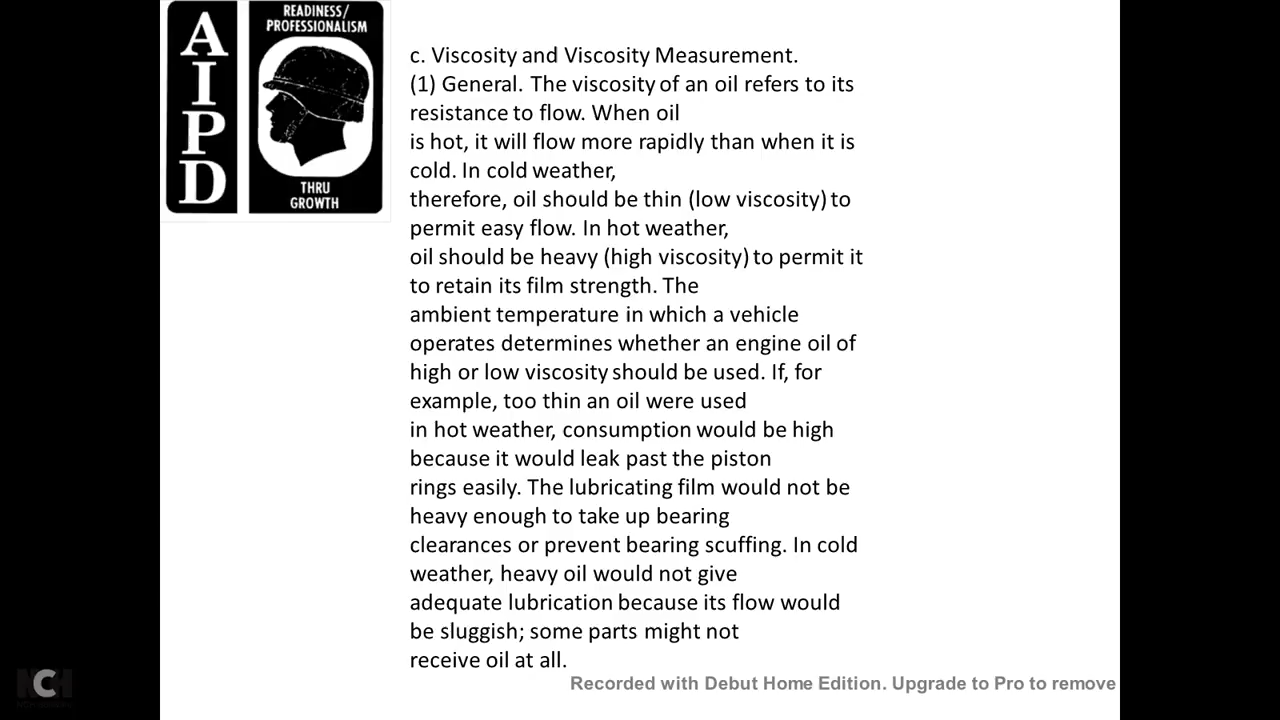 A
I
P
D
READINESS/
PROFESSIONALISM
THRU
GROWTH
c. Viscosity and Viscosity Measurement.
(1) General. The viscosity of an oil refers to its
resistance to flow. When oil
is hot, it will flow more rapidly than when it is
cold. In cold weather,
therefore, oil should be thin (low viscosity) to
permit easy flow. In hot weather,
oil should be heavy (high viscosity) to permit it
to retain its film strength. The
ambient temperature in which a vehicle
operates determines whether an engine oil of
high or low viscosity should be used. If, for
example, too thin an oil were used
in hot weather, consumption would be high
because it would leak past the piston
rings easily. The lubricating film would not be
heavy enough to take up bearing
clearances or prevent bearing scuffing. In cold
weather, heavy oil would not give
adequate lubrication because its flow would
be sluggish; some parts might not
receive oil at all.
NCH
Recorded with Debut Home Edition. Upgrade to Pro to remove